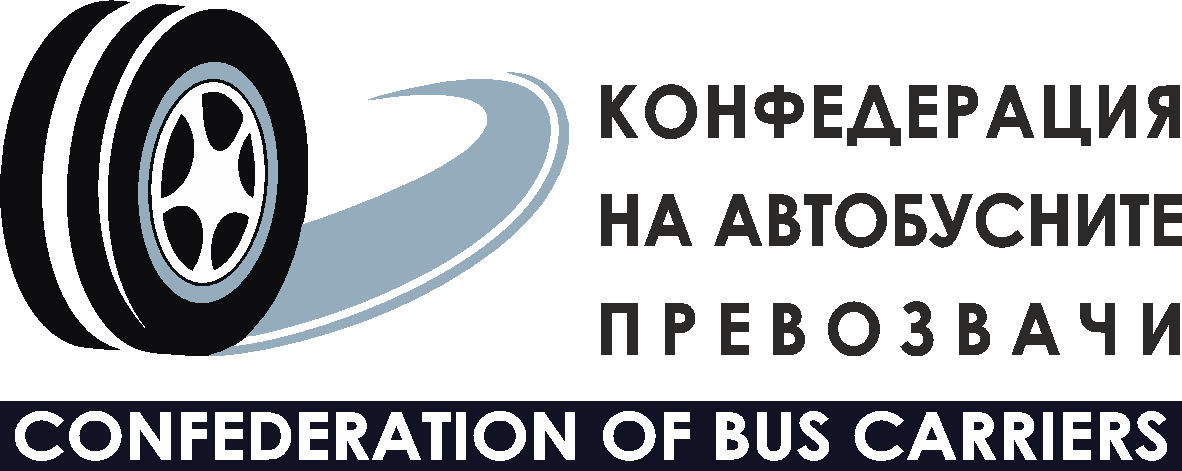 КОНФЕДЕРАЦИЯ
НА АВТОБУСНИТЕ
ПРЕВОЗВАЧИ
CONFEDERATION OF BUS CARRIERS